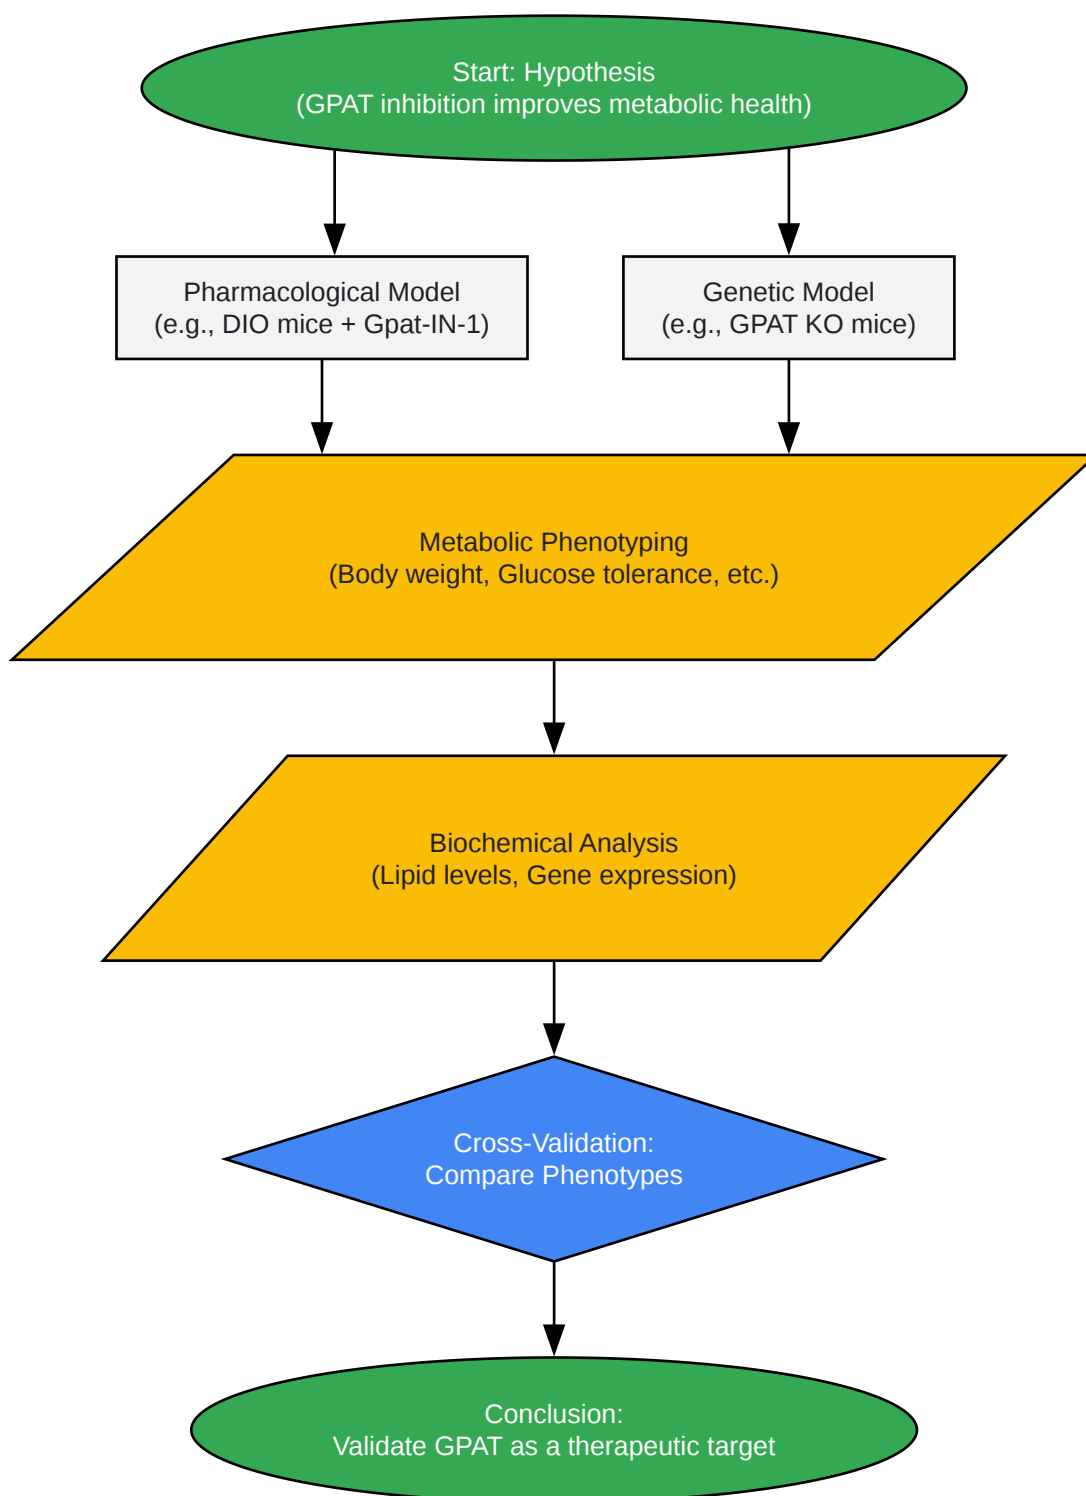 Start: Hypothesis
(GPAT inhibition improves metabolic health)
Pharmacological Model
(e.g., DIO mice + Gpat-IN-1)
Genetic Model
(e.g., GPAT KO mice)
Metabolic Phenotyping
(Body weight, Glucose tolerance, etc.)
Biochemical Analysis
(Lipid levels, Gene expression)
Cross-Validation:
Compare Phenotypes
Conclusion:
Validate GPAT as a therapeutic target